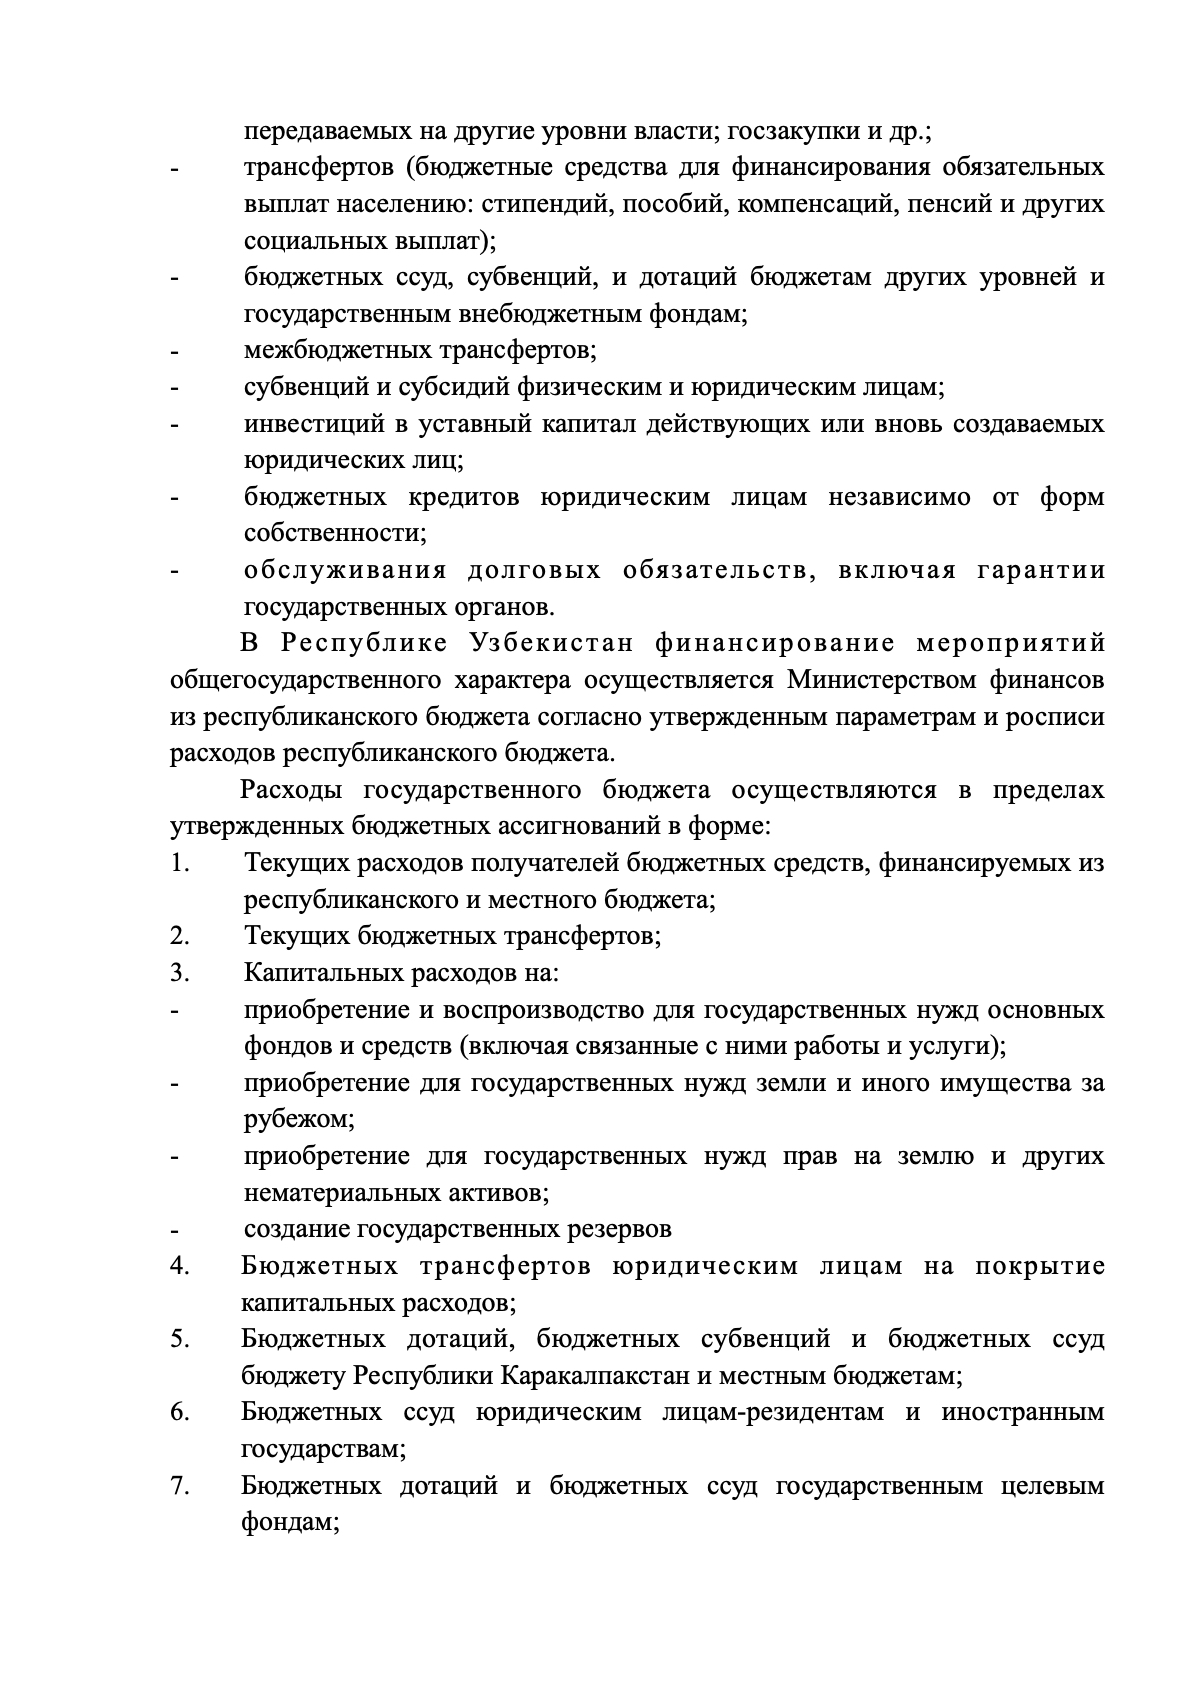 передаваемых на другие уровни власти; госзакупки и др.;
- трансфертов (бюджетные средства для финансирования обязательных
выплат населению: стипендий, пособий, компенсаций, пенсий и других
социальных выплат);
- бюджетных ссуд, субвенций, и дотаций бюджетам других уровней и
государственным внебюджетным фондам;
- межбюджетных трансфертов;
- субвенций и субсидий физическим и юридическим лицам;
- инвестиций в уставный капитал действующих или вновь создаваемых
юридических лиц;
- бюджетных кредитов юридическим лицам независимо от форм
собственности;
- обслуживания долговых обязательств, включая гарантии
государственных органов.
В Республике Узбекистан финансирование мероприятий
общегосударственного характера осуществляется Министерством финансов
из республиканского бюджета согласно утвержденным параметрам и росписи
расходов республиканского бюджета.
Расходы государственного бюджета осуществляются в пределах
утвержденных бюджетных ассигнований в форме:
1. Текущих расходов получателей бюджетных средств, финансируемых из
республиканского и местного бюджета;
2. Текущих бюджетных трансфертов;
3. Капитальных расходов на:
- приобретение и воспроизводство для государственных нужд основных
фондов и средств (включая связанные с ними работы и услуги);
- приобретение для государственных нужд земли и иного имущества за
рубежом;
- приобретение для государственных нужд прав на землю и других
нематериальных активов;
- создание государственных резервов
4. Бюджетных трансфертов юридическим лицам на покрытие
капитальных расходов;
5. Бюджетных дотаций, бюджетных субвенций и бюджетных ссуд
бюджету Республики Каракалпакстан и местным бюджетам;
6. Бюджетных ссуд юридическим лицам-резидентам и иностранным
государствам;
7. Бюджетных дотаций и бюджетных ссуд государственным целевым
фондам;